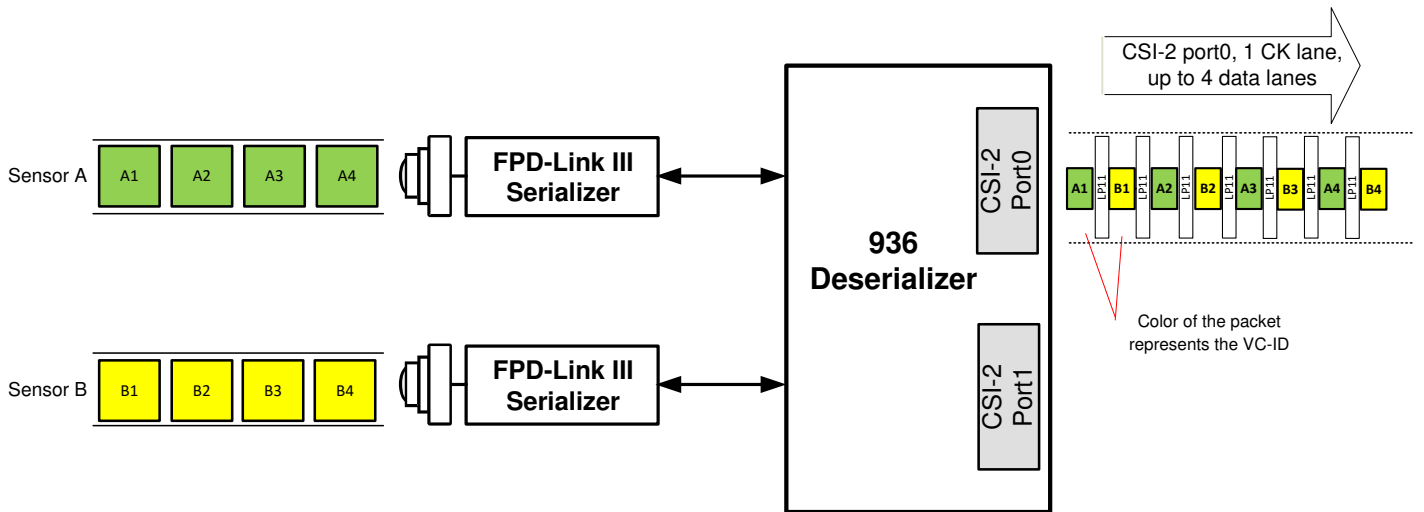 CSI-2 port0, 1 CK lane,
up to 4 data lanes
Sensor A
A1 A2 A3 A4
FPD-Link III
Serializer
CSI-2
Port0
A1 LP11 B1 LP11 A2 LP11 B2 LP11 A3 LP11 B3 LP11 A4 LP11 B4
936
Deserializer
Color of the packet
represents the VC-ID
Sensor B
B1 B2 B3 B4
FPD-Link III
Serializer
CSI-2
Port1